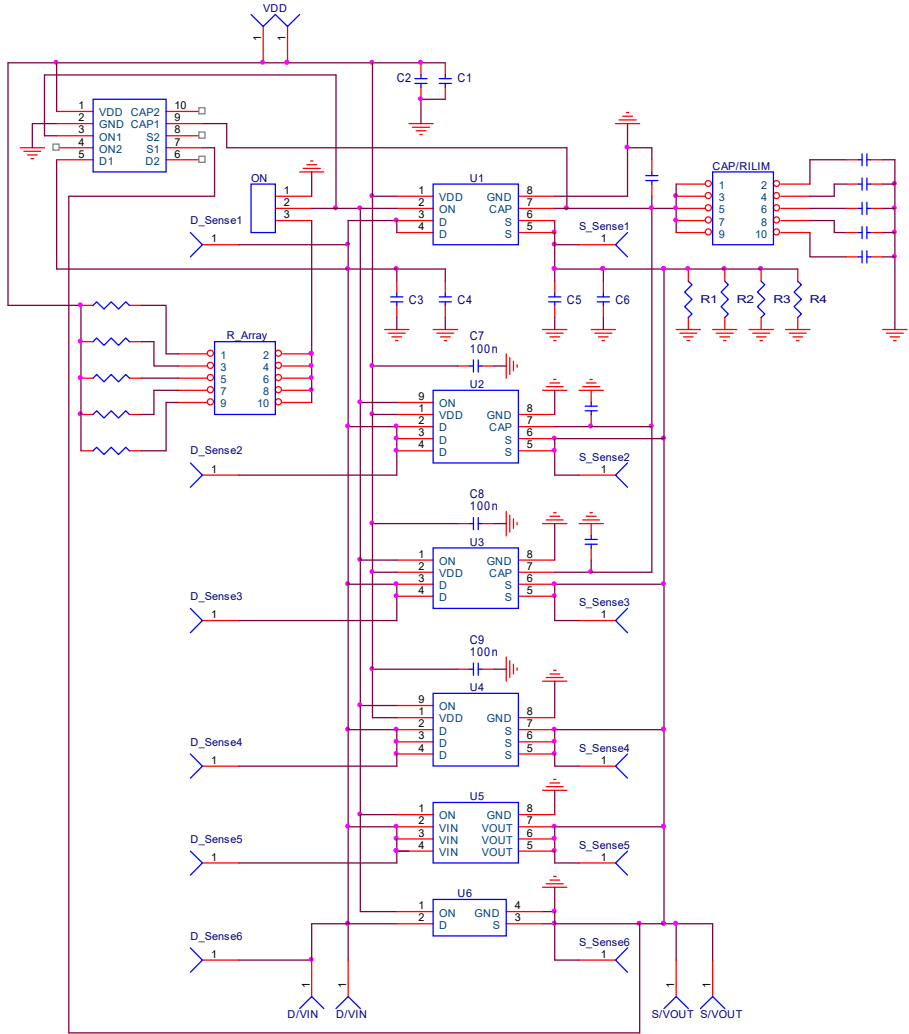 VDD
1 1
C2 C1
1 VDD CAP2 10
2 GND CAP1 9
3 ON1 S2 8
4 ON2 S1 7
5 D1 D2 6
ON
1
2
3
U1
1 VDD GND 8
2 ON CAP 7
3 D S 6
4 D S 5
CAP/RILIM
1 2
3 4
5 6
7 8
9 10
D_Sense1
1
S_Sense1
1
C3 C4 C5 C6 R1 R2 R3 R4
R_Array
1 2
3 4
5 6
7 8
9 10
C7
100n
U2
9 ON
1 VDD GND 8
2 D CAP 7
3 D S 6
4 D S 5
D_Sense2
1
S_Sense2
1
C8
100n
U3
1 ON GND 8
2 VDD CAP 7
3 D S 6
4 D S 5
D_Sense3
1
S_Sense3
1
C9
100n
U4
9 ON
1 VDD GND 8
2 D S 7
3 D S 6
4 D S 5
D_Sense4
1
S_Sense4
1
U5
1 ON GND 8
2 VIN VOUT 7
3 VIN VOUT 6
4 VIN VOUT 5
D_Sense5
1
S_Sense5
1
U6
1 ON GND 4
2 D S 3
D_Sense6
1
S_Sense6
1
1 1 1 1
D/VIN D/VIN S/VOUT S/VOUT